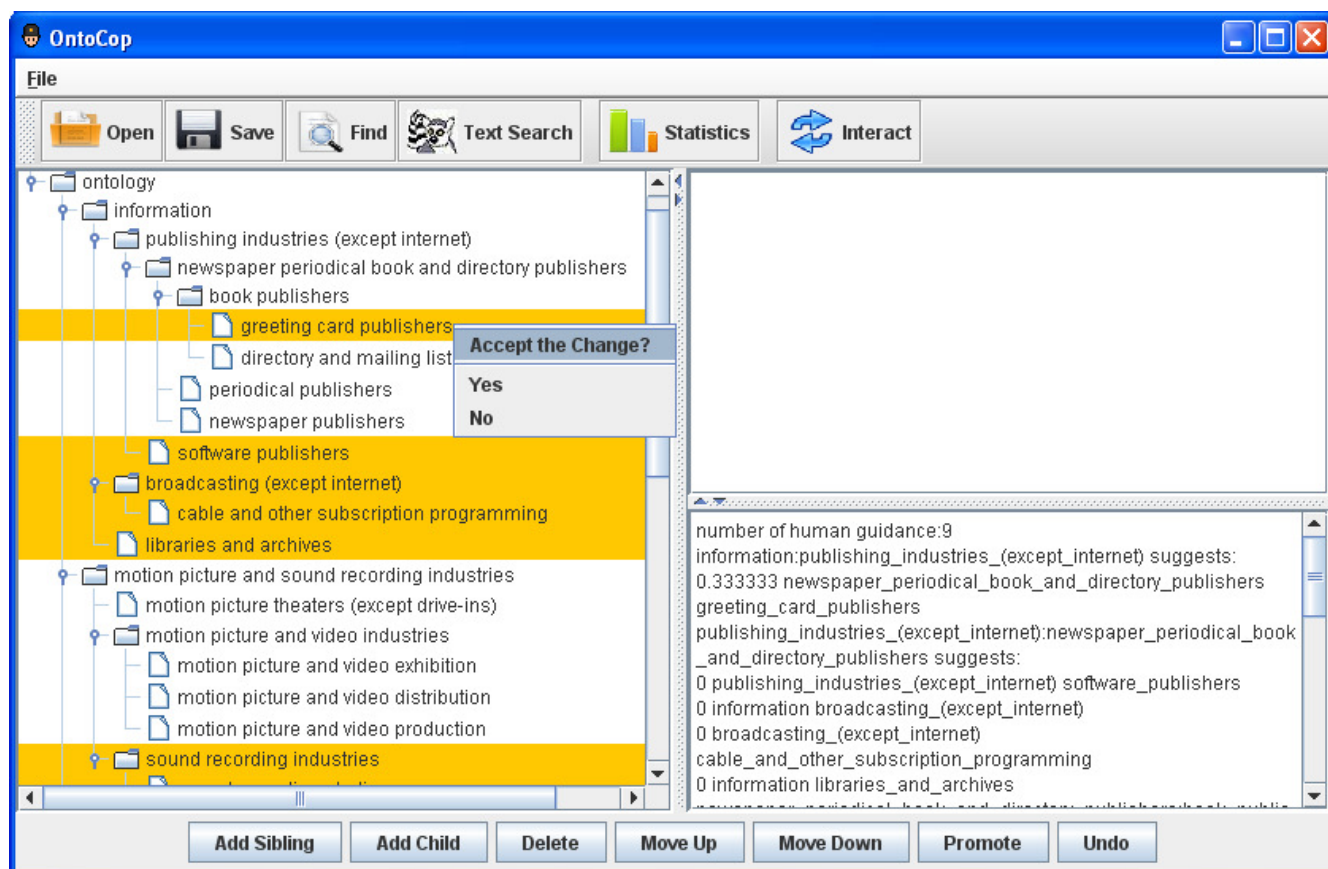 OntoCop
File
Open Save Find Text Search Statistics Interact
ontology
information
publishing industries (except internet)
newspaper periodical book and directory publishers
book publishers
greeting card publishers
directory and mailing list
periodical publishers
newspaper publishers
software publishers
broadcasting (except internet)
cable and other subscription programming
libraries and archives
motion picture and sound recording industries
motion picture theaters (except drive-ins)
motion picture and video industries
motion picture and video exhibition
motion picture and video distribution
motion picture and video production
sound recording industries
Accept the Change?
Yes
No
number of human guidance:9
information:publishing_industries_(except_internet) suggests:
0.333333 newspaper_periodical_book_and_directory_publishers
greeting_card_publishers
publishing_industries_(except_internet):newspaper_periodical_book
_and_directory_publishers suggests:
0 publishing_industries_(except_internet) software_publishers
0 information broadcasting_(except_internet)
0 broadcasting_(except_internet)
cable_and_other_subscription_programming
0 information libraries_and_archives
Add Sibling Add Child Delete Move Up Move Down Promote Undo